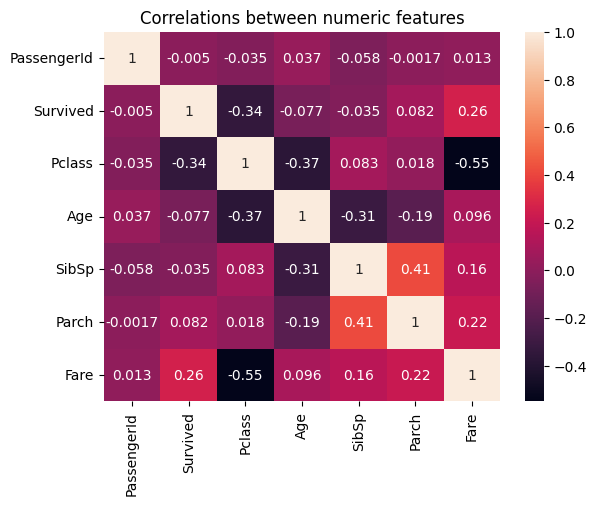 Correlations between numeric features
PassengerId 1 -0.005 -0.035 0.037 -0.058 -0.0017 0.013
Survived -0.005 1 -0.34 -0.077 -0.035 0.082 0.26
Pclass -0.035 -0.34 1 -0.37 0.083 0.018 -0.55
Age 0.037 -0.077 -0.37 1 -0.31 -0.19 0.096
SibSp -0.058 -0.035 0.083 -0.31 1 0.41 0.16
Parch -0.0017 0.082 0.018 -0.19 0.41 1 0.22
Fare 0.013 0.26 -0.55 0.096 0.16 0.22 1
PassengerId Survived Pclass Age SibSp Parch Fare
1.0
0.8
0.6
0.4
0.2
0.0
−0.2
−0.4